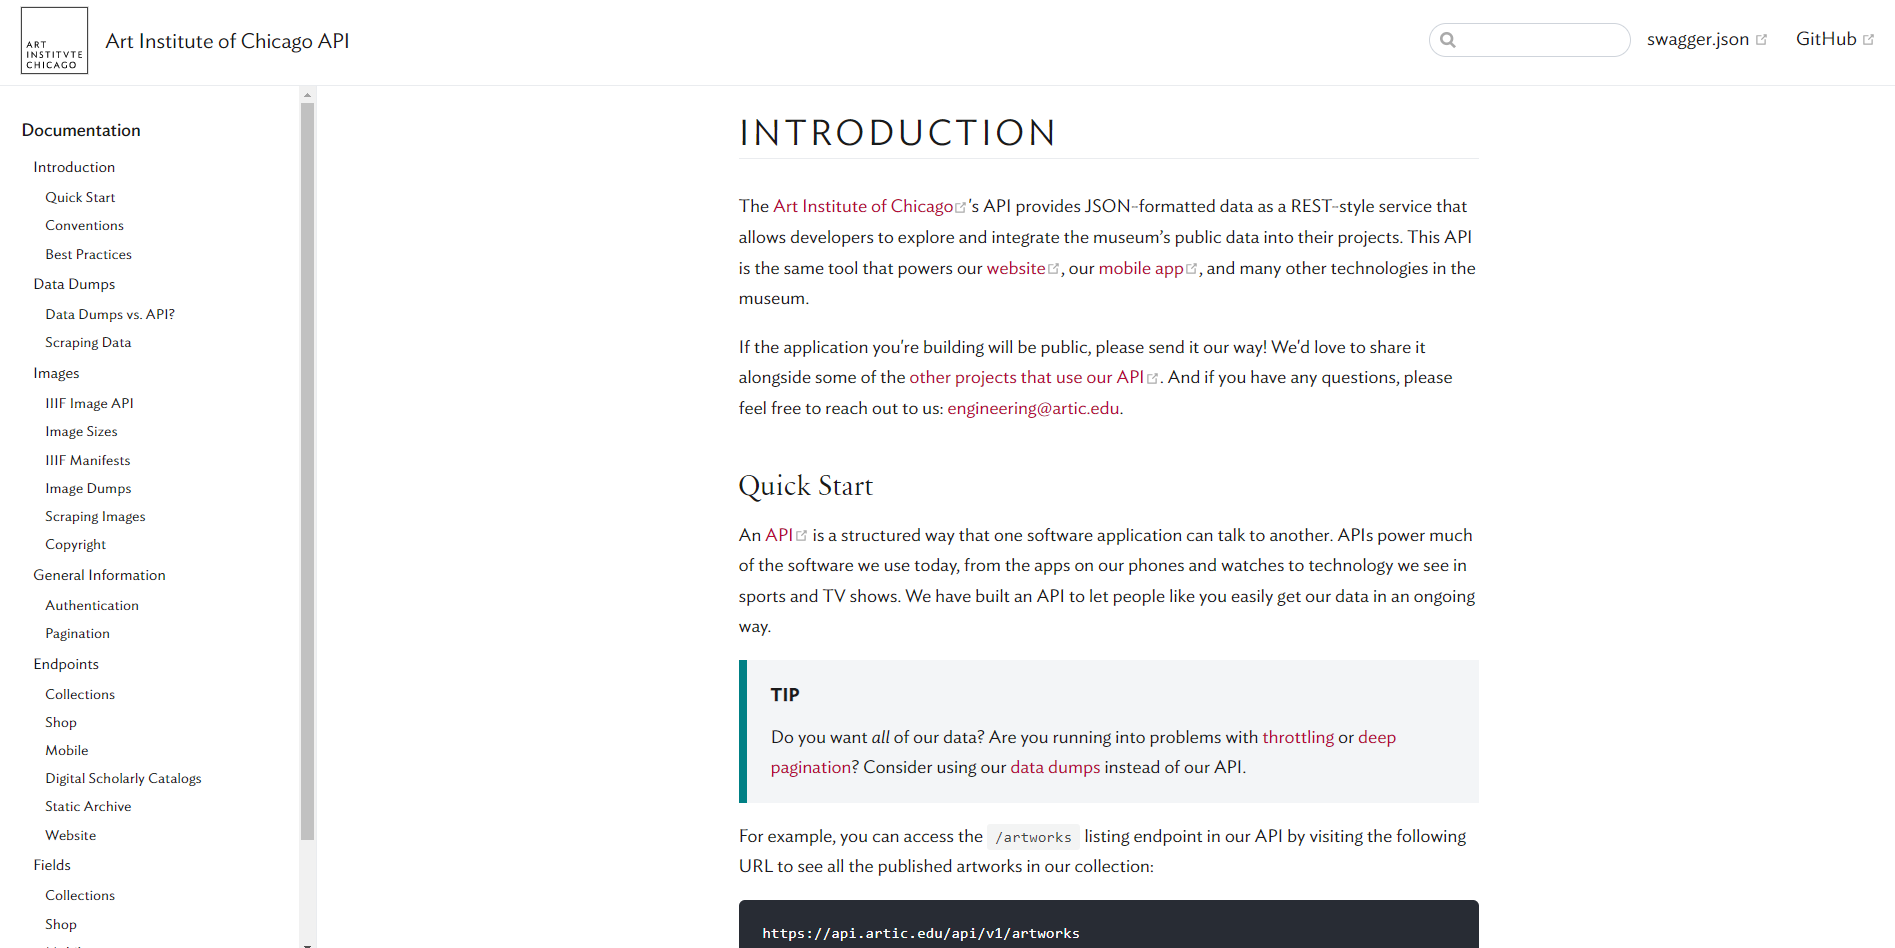 ART
INSTITVTE
CHICAGO
Art Institute of Chicago API
swagger.json
GitHub
Documentation
Introduction
Quick Start
Conventions
Best Practices
Data Dumps
Data Dumps vs. API?
Scraping Data
Images
IIIF Image API
Image Sizes
IIIF Manifests
Image Dumps
Scraping Images
Copyright
General Information
Authentication
Pagination
Endpoints
Collections
Shop
Mobile
Digital Scholarly Catalogs
Static Archive
Website
Fields
Collections
Shop
INTRODUCTION
The Art Institute of Chicago's API provides JSON-formatted data as a REST-style service that
allows developers to explore and integrate the museum’s public data into their projects. This API
is the same tool that powers our website, our mobile app, and many other technologies in the
museum.
If the application you're building will be public, please send it our way! We'd love to share it
alongside some of the other projects that use our API. And if you have any questions, please
feel free to reach out to us: engineering@artic.edu.
Quick Start
An API is a structured way that one software application can talk to another. APIs power much
of the software we use today, from the apps on our phones and watches to technology we see in
sports and TV shows. We have built an API to let people like you easily get our data in an ongoing
way.
TIP
Do you want all of our data? Are you running into problems with throttling or deep
pagination? Consider using our data dumps instead of our API.
For example, you can access the /artworks listing endpoint in our API by visiting the following
URL to see all the published artworks in our collection:
https://api.artic.edu/api/v1/artworks